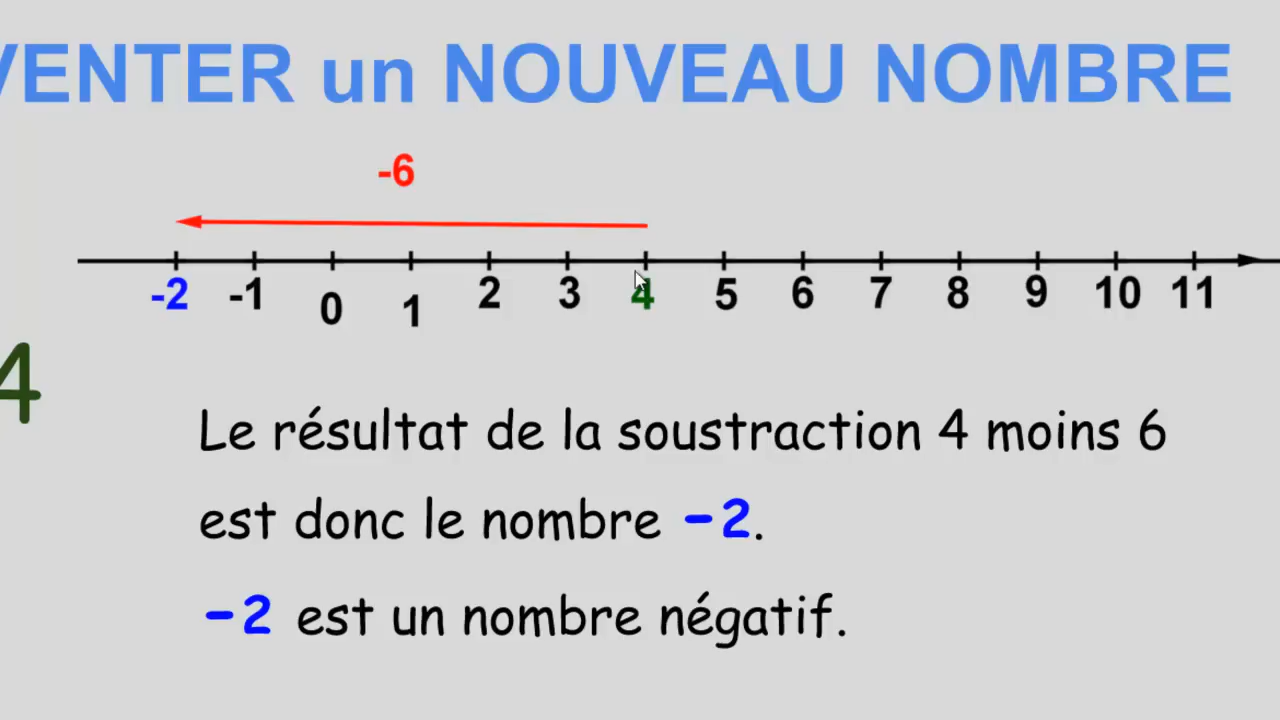 VENTER un NOUVEAU NOMBRE
-6
-2 -1 0 1 2 3 4 5 6 7 8 9 10 11
4
Le résultat de la soustraction 4 moins 6
est donc le nombre -2.
-2 est un nombre négatif.